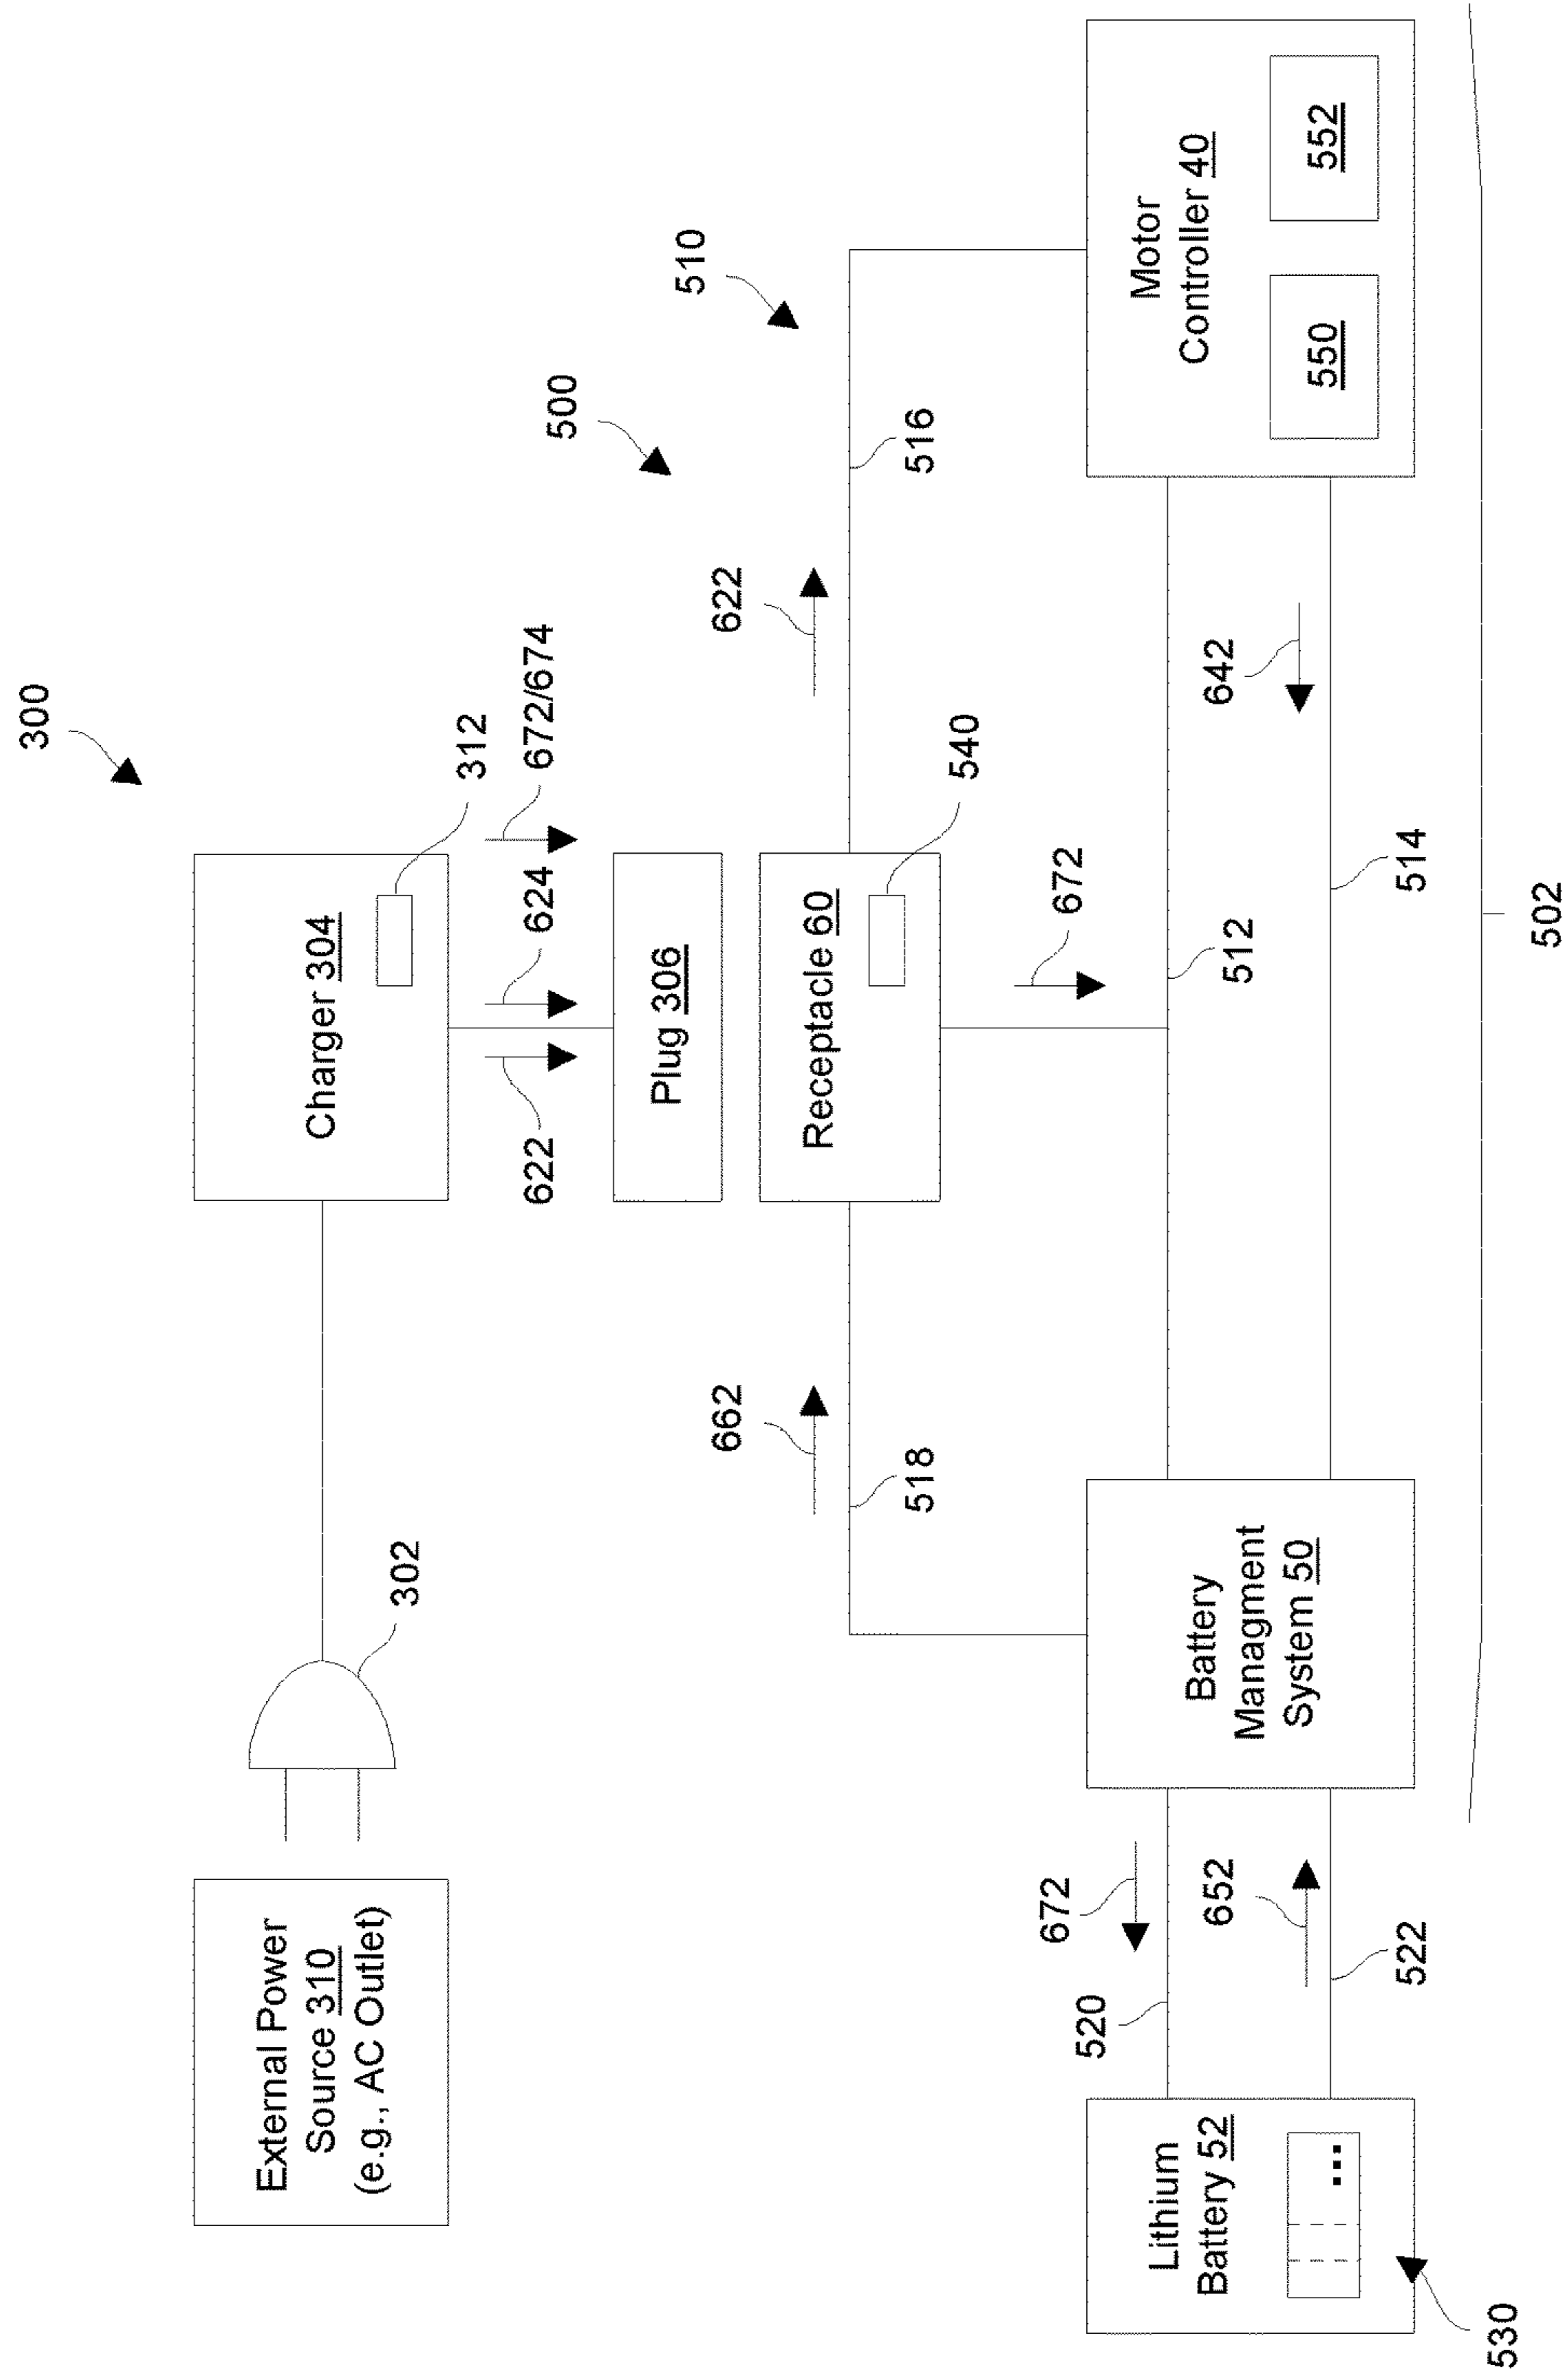 300
External Power
Source 310
(e.g., AC Outlet)
302
Charger 304
312
622
624
672/674
Plug 306
500
510
662
518
Receptacle 60
540
622
516
672
512
Lithium
Battery 52
530
672
520
652
522
Battery
Managment
System 50
642
514
Motor
Controller 40
550
552
502